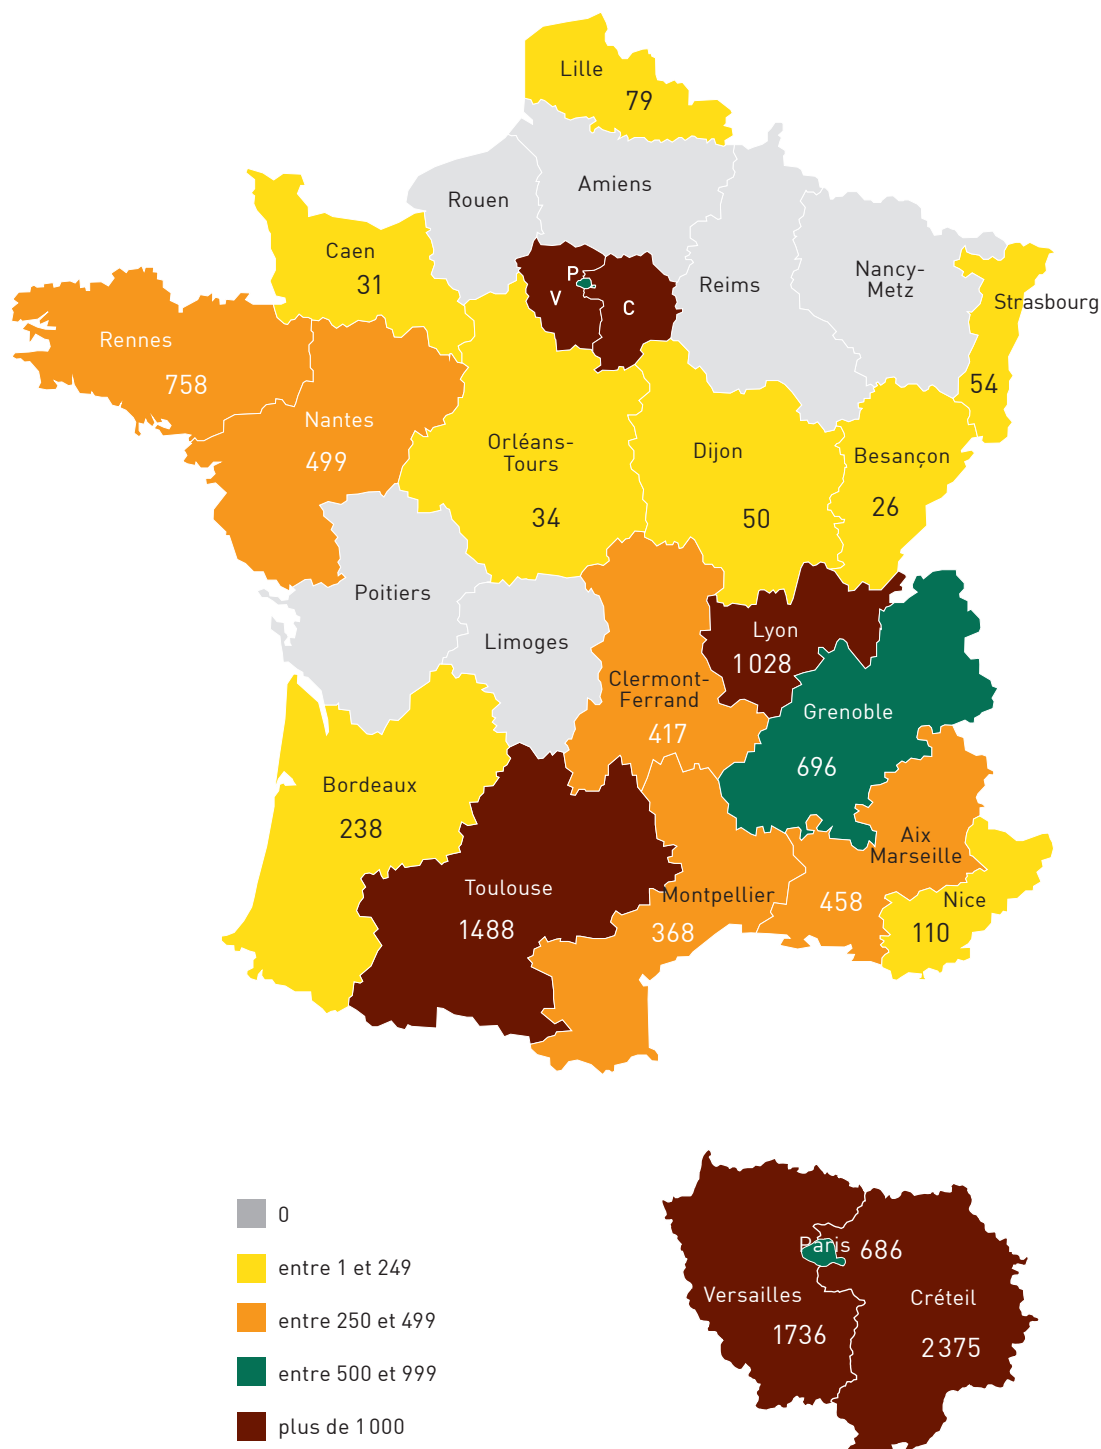 Lille
79
Amiens
Rouen
Caen
31
P
V
C
Reims
Nancy-
Metz
Strasbourg
54
Rennes
758
Nantes
499
Orléans-
Tours
34
Dijon
50
Besançon
26
Poitiers
Limoges
Lyon
1 028
Clermont-
Ferrand
417
Grenoble
696
Bordeaux
238
Aix
Marseille
458
Toulouse
1488
Montpellier
368
Nice
110
0
entre 1 et 249
entre 250 et 499
entre 500 et 999
plus de 1 000
Paris 686
Versailles
1736
Créteil
2 375